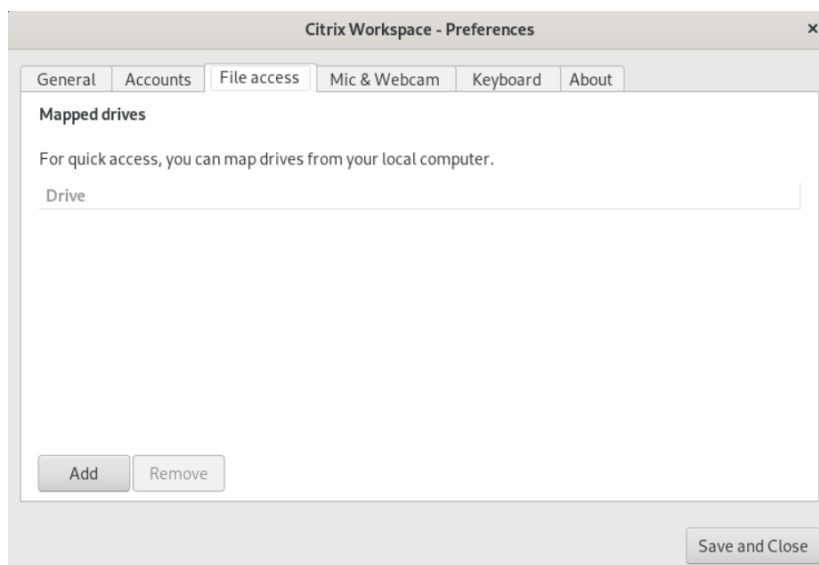 Citrix Workspace - Preferences ×
General Accounts File access Mic & Webcam Keyboard About
Mapped drives
For quick access, you can map drives from your local computer.
Drive
Add Remove
Save and Close